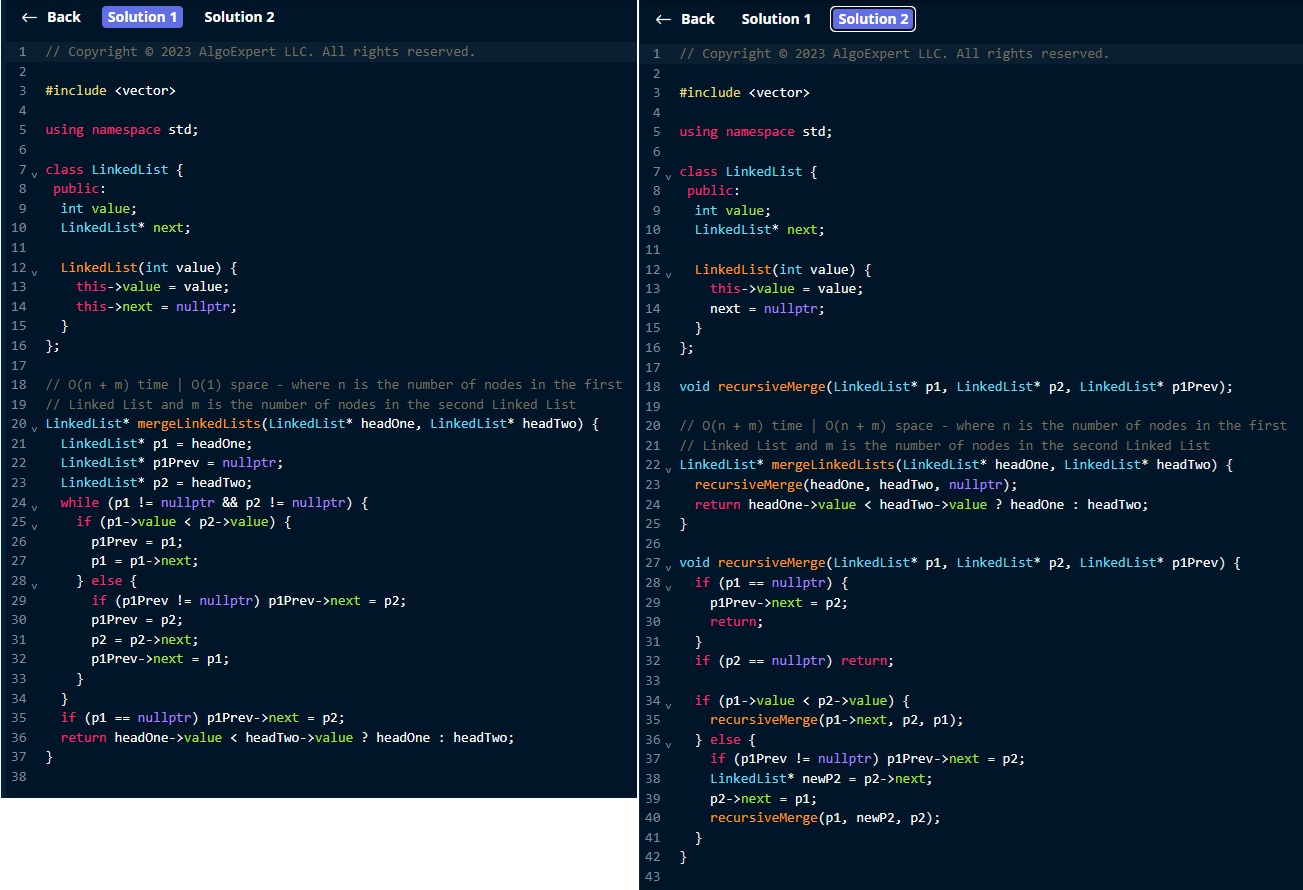 ← Back Solution 1 Solution 2
1 // Copyright © 2023 AlgoExpert LLC. All rights reserved.
2
3 #include <vector>
4
5 using namespace std;
6
7 class LinkedList {
8  public:
9   int value;
10   LinkedList* next;
11
12   LinkedList(int value) {
13     this->value = value;
14     this->next = nullptr;
15   }
16 };
17
18 // O(n + m) time | O(1) space - where n is the number of nodes in the first
19 // Linked List and m is the number of nodes in the second Linked List
20 LinkedList* mergeLinkedLists(LinkedList* headOne, LinkedList* headTwo) {
21   LinkedList* p1 = headOne;
22   LinkedList* p1Prev = nullptr;
23   LinkedList* p2 = headTwo;
24   while (p1 != nullptr && p2 != nullptr) {
25     if (p1->value < p2->value) {
26       p1Prev = p1;
27       p1 = p1->next;
28     } else {
29       if (p1Prev != nullptr) p1Prev->next = p2;
30       p1Prev = p2;
31       p2 = p2->next;
32       p1Prev->next = p1;
33     }
34   }
35   if (p1 == nullptr) p1Prev->next = p2;
36   return headOne->value < headTwo->value ? headOne : headTwo;
37 }
38
← Back Solution 1 Solution 2
1 // Copyright © 2023 AlgoExpert LLC. All rights reserved.
2
3 #include <vector>
4
5 using namespace std;
6
7 class LinkedList {
8  public:
9   int value;
10   LinkedList* next;
11
12   LinkedList(int value) {
13     this->value = value;
14     next = nullptr;
15   }
16 };
17
18 void recursiveMerge(LinkedList* p1, LinkedList* p2, LinkedList* p1Prev);
19
20 // O(n + m) time | O(n + m) space - where n is the number of nodes in the first
21 // Linked List and m is the number of nodes in the second Linked List
22 LinkedList* mergeLinkedLists(LinkedList* headOne, LinkedList* headTwo) {
23   recursiveMerge(headOne, headTwo, nullptr);
24   return headOne->value < headTwo->value ? headOne : headTwo;
25 }
26
27 void recursiveMerge(LinkedList* p1, LinkedList* p2, LinkedList* p1Prev) {
28   if (p1 == nullptr) {
29     p1Prev->next = p2;
30     return;
31   }
32   if (p2 == nullptr) return;
33
34   if (p1->value < p2->value) {
35     recursiveMerge(p1->next, p2, p1);
36   } else {
37     if (p1Prev != nullptr) p1Prev->next = p2;
38     LinkedList* newP2 = p2->next;
39     p2->next = p1;
40     recursiveMerge(p1, newP2, p2);
41   }
42 }
43